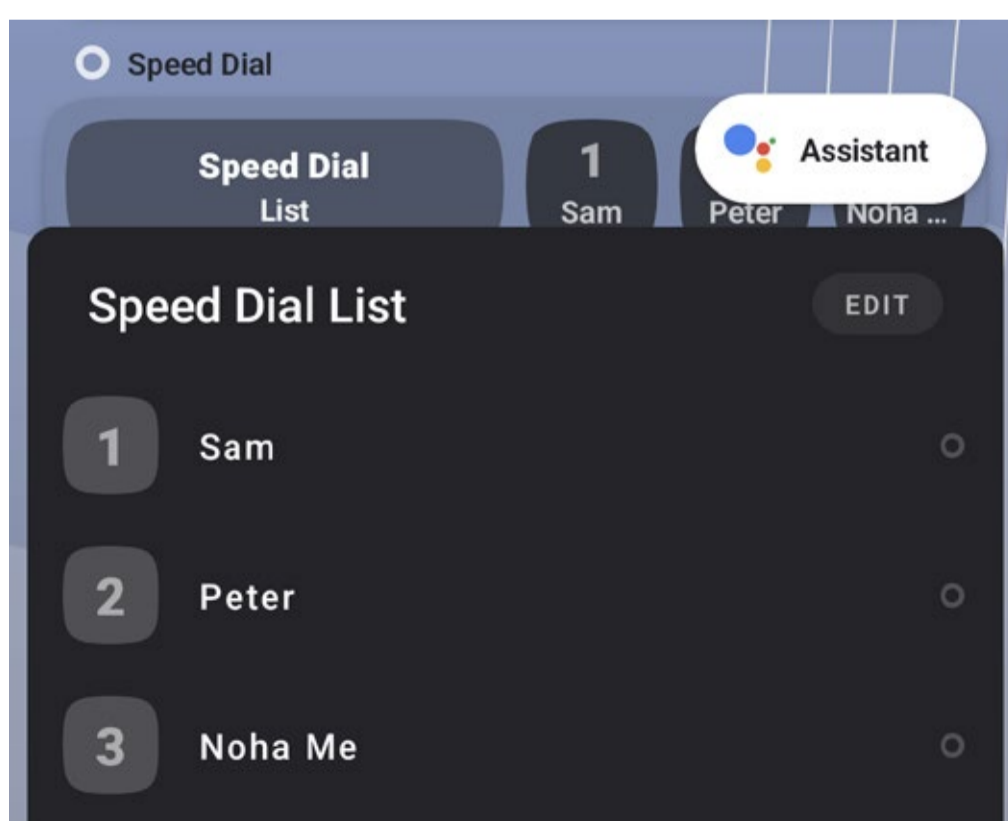 Speed Dial
Speed Dial
List
1
Sam
Peter
Noha ...
Assistant
Speed Dial List
EDIT
1
Sam
2
Peter
3
Noha Me